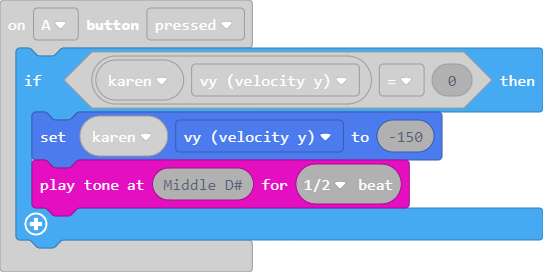 on A button pressed
if karen vy (velocity y) = 0 then
set karen vy (velocity y) to -150
play tone at Middle D# for 1/2 beat